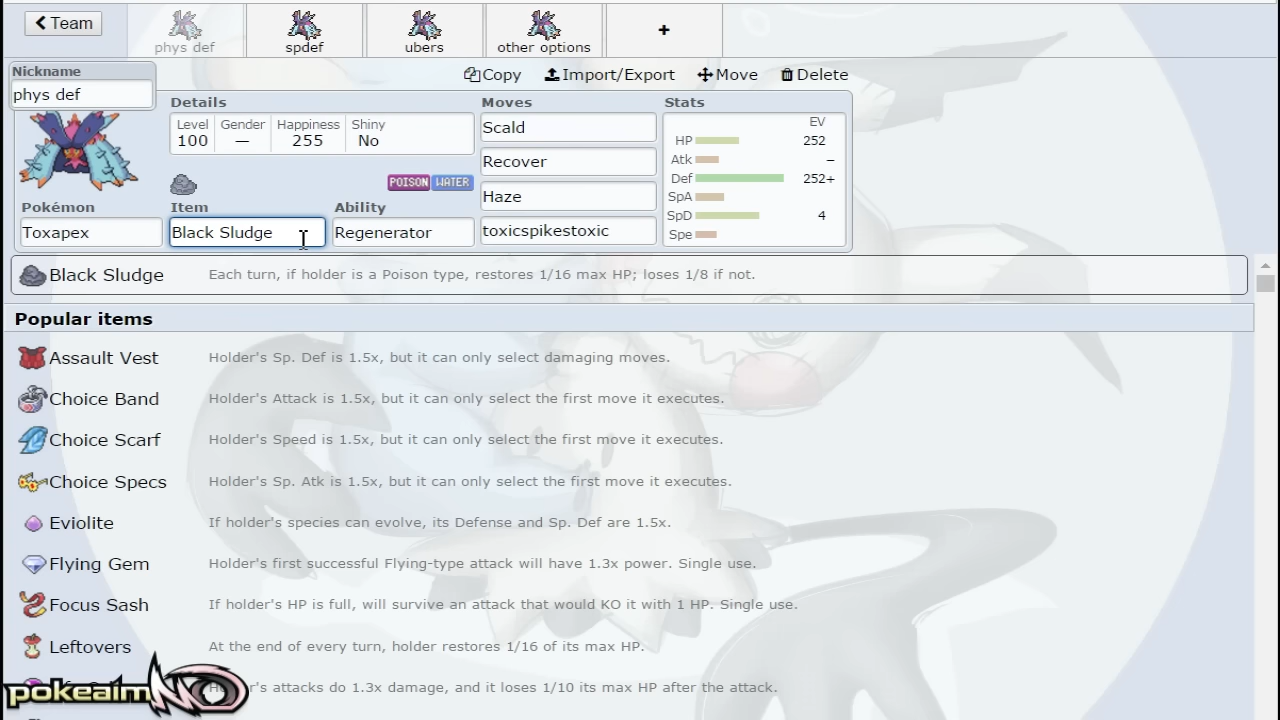 Team
phys def
spdef
ubers
other options
+
Nickname
phys def
Copy
Import/Export
Move
Delete
Details
Level Gender Happiness Shiny
100 — 255 No
POISON WATER
Pokémon
Toxapex
Item
Black Sludge
Ability
Regenerator
Moves
Scald
Recover
Haze
toxicspikestoxic
Stats
EV
HP 252
Atk –
Def 252+
SpA
SpD 4
Spe
Black Sludge Each turn, if holder is a Poison type, restores 1/16 max HP; loses 1/8 if not.
Popular items
Assault Vest Holder's Sp. Def is 1.5x, but it can only select damaging moves.
Choice Band Holder's Attack is 1.5x, but it can only select the first move it executes.
Choice Scarf Holder's Speed is 1.5x, but it can only select the first move it executes.
Choice Specs Holder's Sp. Atk is 1.5x, but it can only select the first move it executes.
Eviolite If holder's species can evolve, its Defense and Sp. Def are 1.5x.
Flying Gem Holder's first successful Flying-type attack will have 1.3x power. Single use.
Focus Sash If holder's HP is full, will survive an attack that would KO it with 1 HP. Single use.
Leftovers At the end of every turn, holder restores 1/16 of its max HP.
attacks do 1.3x damage, and it loses 1/10 its max HP after the attack.
pokeaimMD